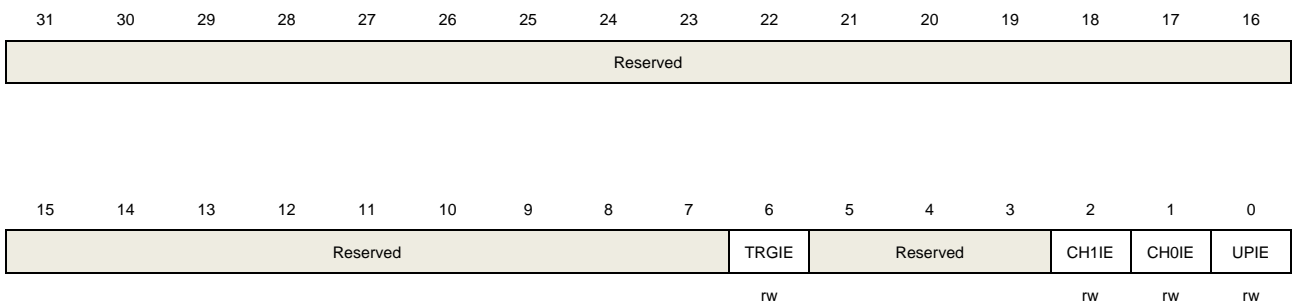 31 30 29 28 27 26 25 24 23 22 21 20 19 18 17 16
Reserved
15 14 13 12 11 10 9 8 7 6 5 4 3 2 1 0
Reserved TRGIE Reserved CH1IE CH0IE UPIE
rw rw rw rw